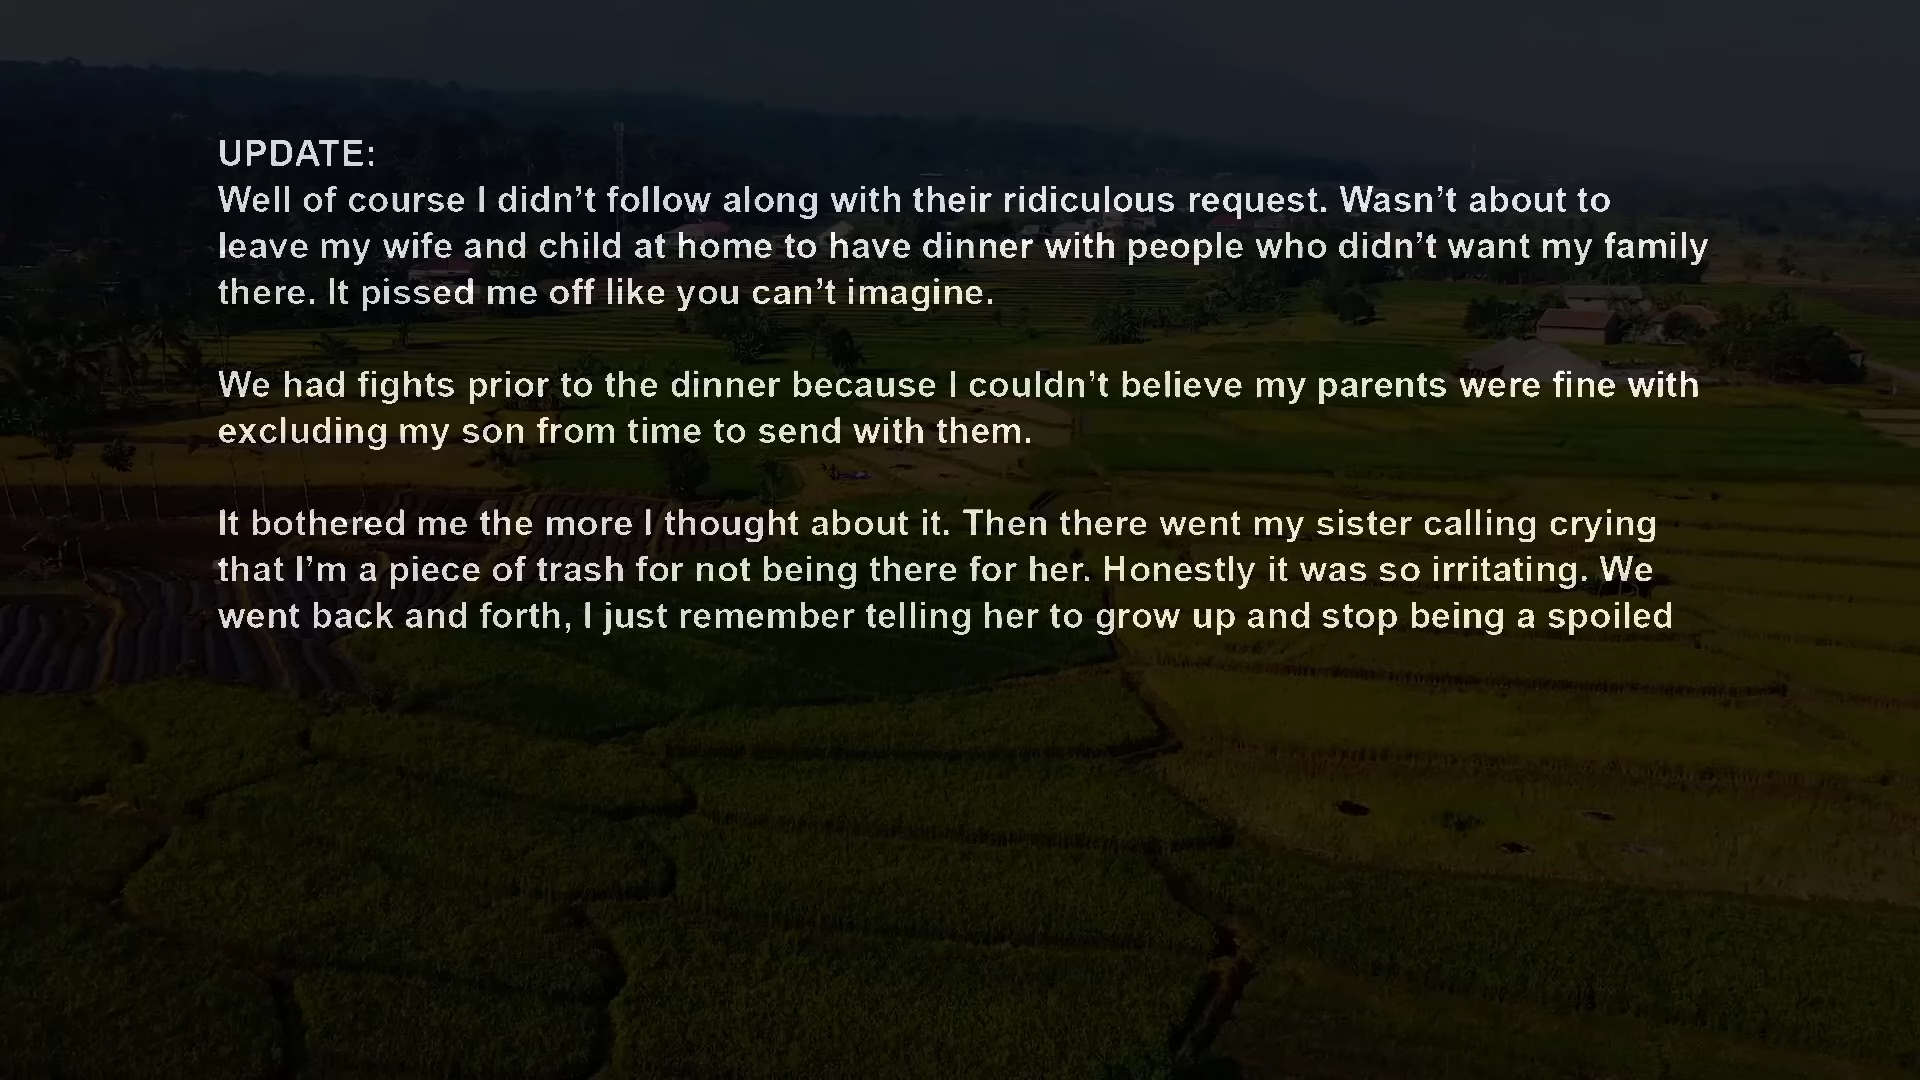 UPDATE:
Well of course I didn’t follow along with their ridiculous request. Wasn’t about to
leave my wife and child at home to have dinner with people who didn’t want my family
there. It pissed me off like you can’t imagine.
We had fights prior to the dinner because I couldn’t believe my parents were fine with
excluding my son from time to send with them.
It bothered me the more I thought about it. Then there went my sister calling crying
that I’m a piece of trash for not being there for her. Honestly it was so irritating. We
went back and forth, I just remember telling her to grow up and stop being a spoiled